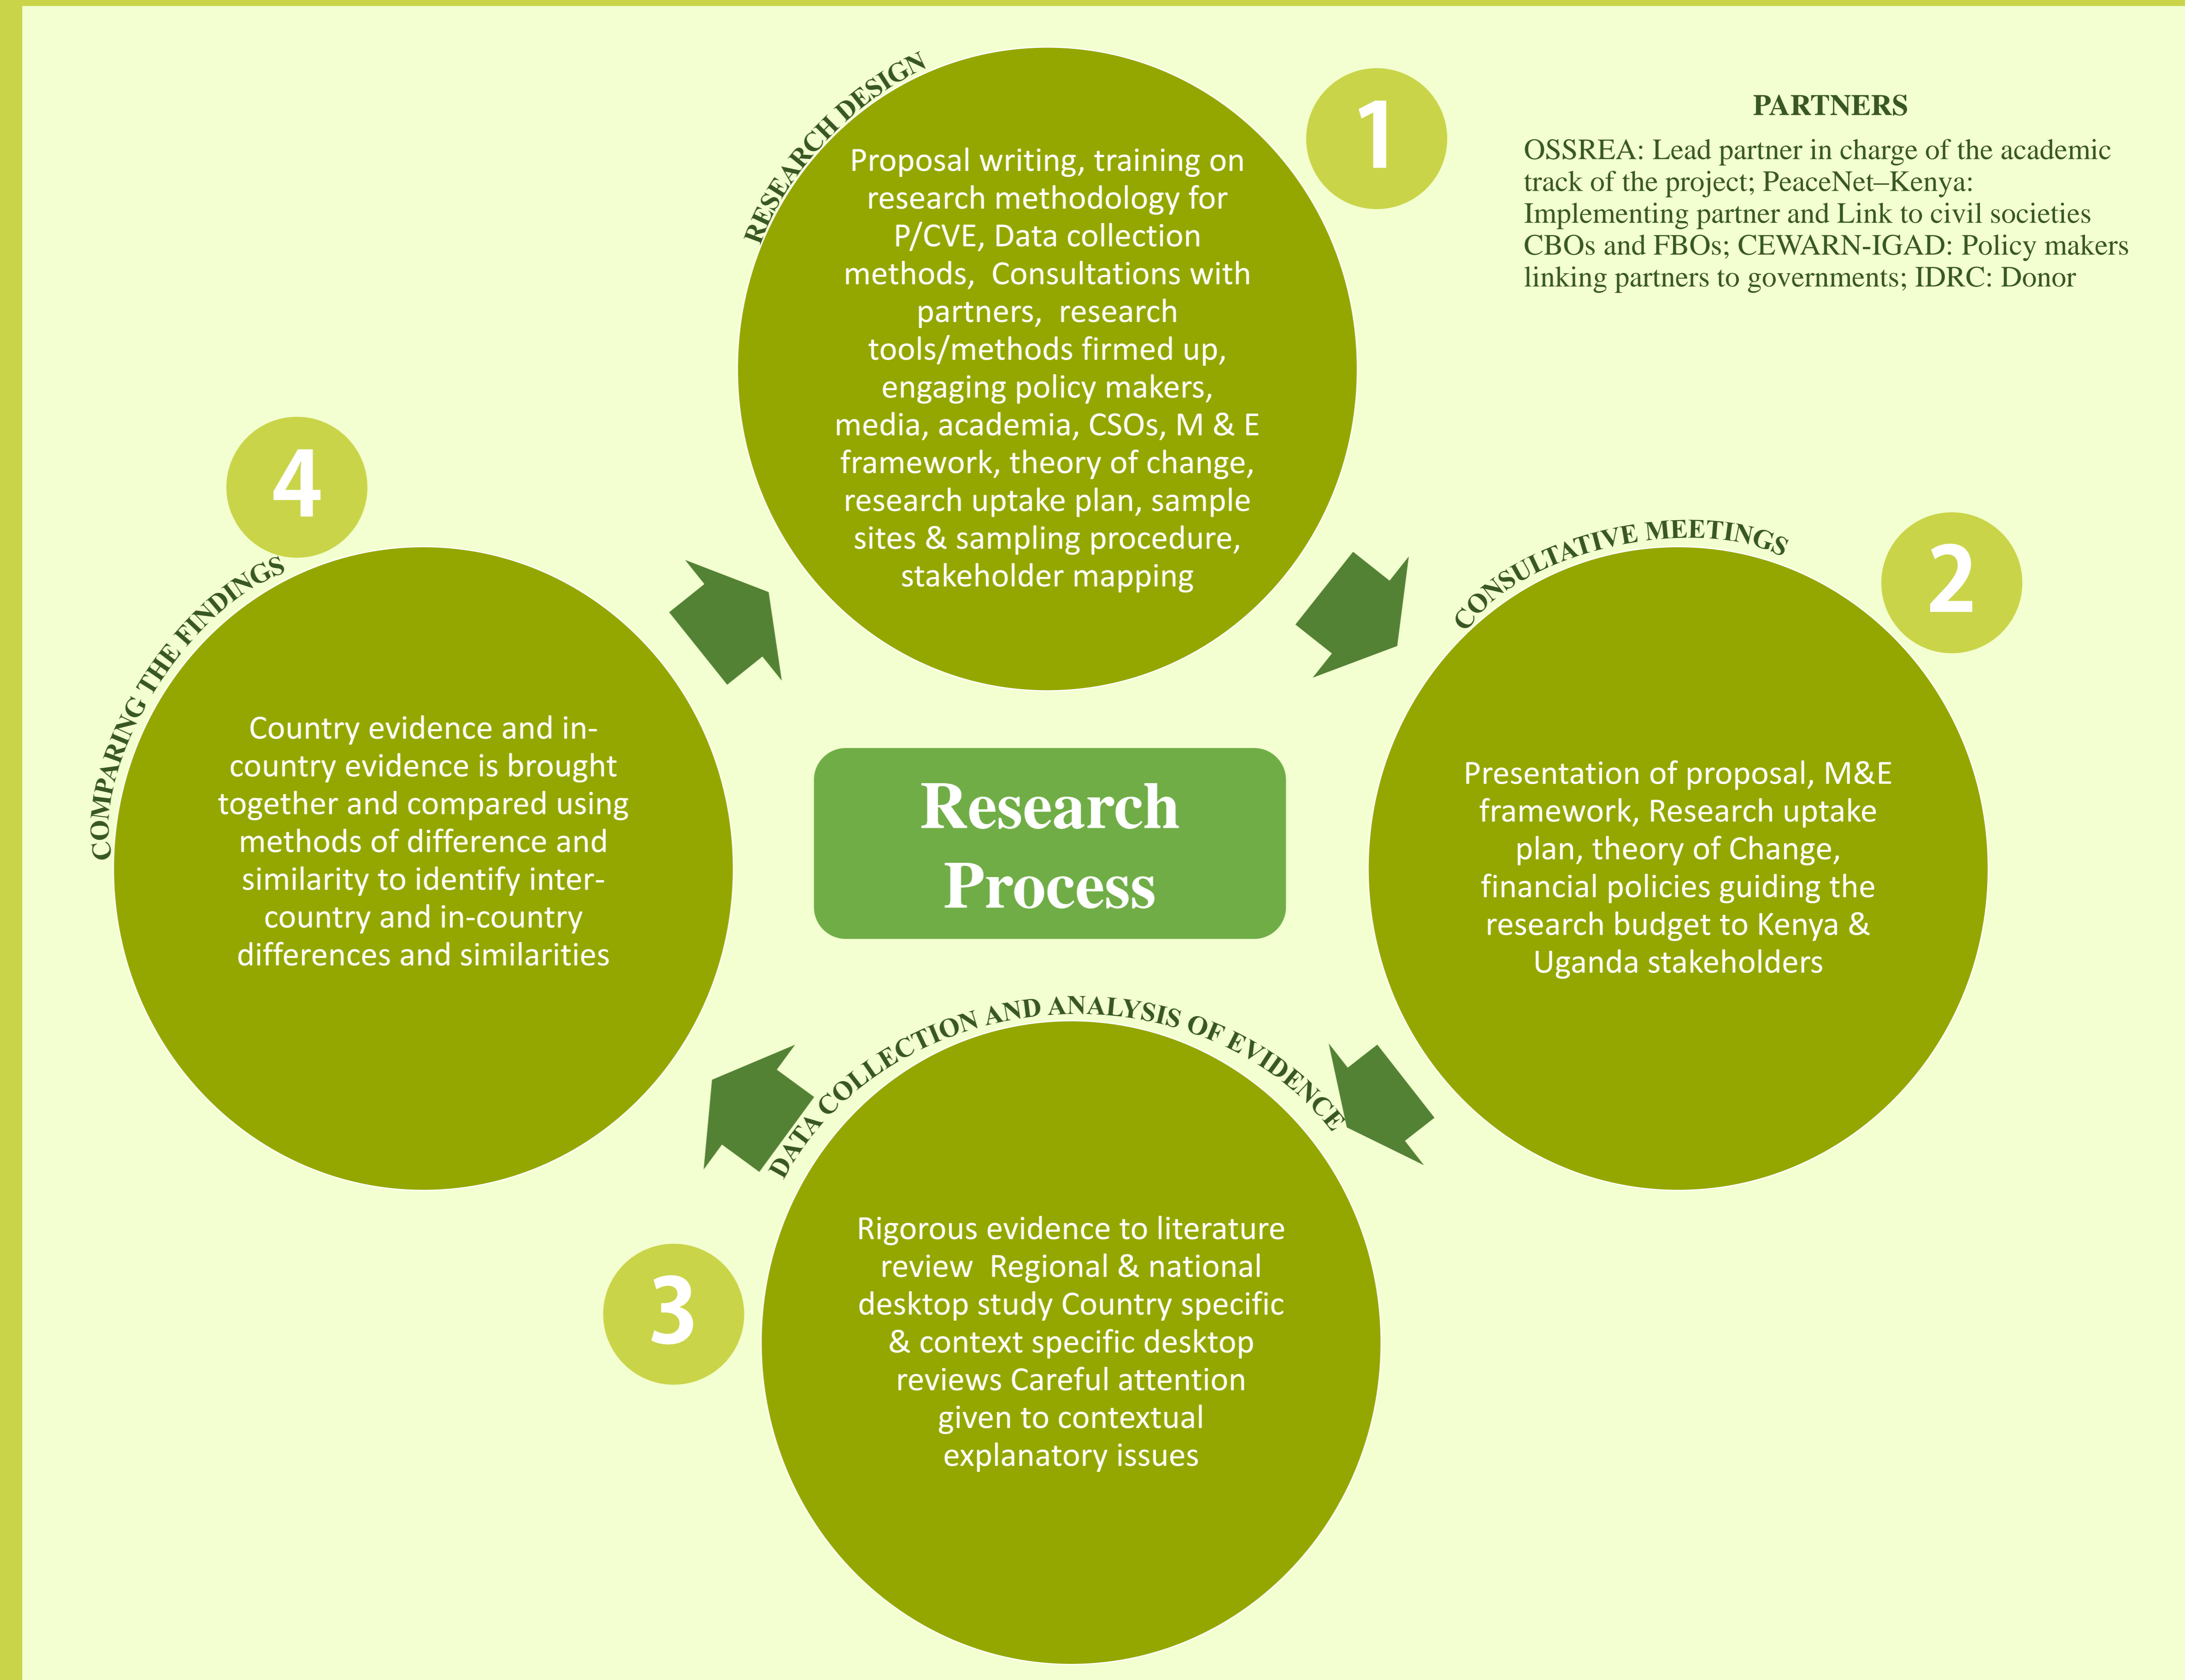 RESEARCH DESIGN
1
Proposal writing, training on
research methodology for
P/CVE, Data collection
methods,  Consultations with
partners,  research
tools/methods firmed up,
engaging policy makers,
media, academia, CSOs, M & E
framework, theory of change,
research uptake plan, sample
sites & sampling procedure,
stakeholder mapping
PARTNERS
OSSREA: Lead partner in charge of the academic
track of the project; PeaceNet–Kenya:
Implementing partner and Link to civil societies
CBOs and FBOs; CEWARN-IGAD: Policy makers
linking partners to governments; IDRC: Donor
CONSULTATIVE MEETINGS
2
Presentation of proposal, M&E
framework, Research uptake
plan, theory of Change,
financial policies guiding the
research budget to Kenya &
Uganda stakeholders
Research
Process
DATA COLLECTION AND ANALYSIS OF EVIDENCE
3
Rigorous evidence to literature
review  Regional & national
desktop study Country specific
& context specific desktop
reviews Careful attention
given to contextual
explanatory issues
COMPARING THE FINDINGS
4
Country evidence and in-
country evidence is brought
together and compared using
methods of difference and
similarity to identify inter-
country and in-country
differences and similarities